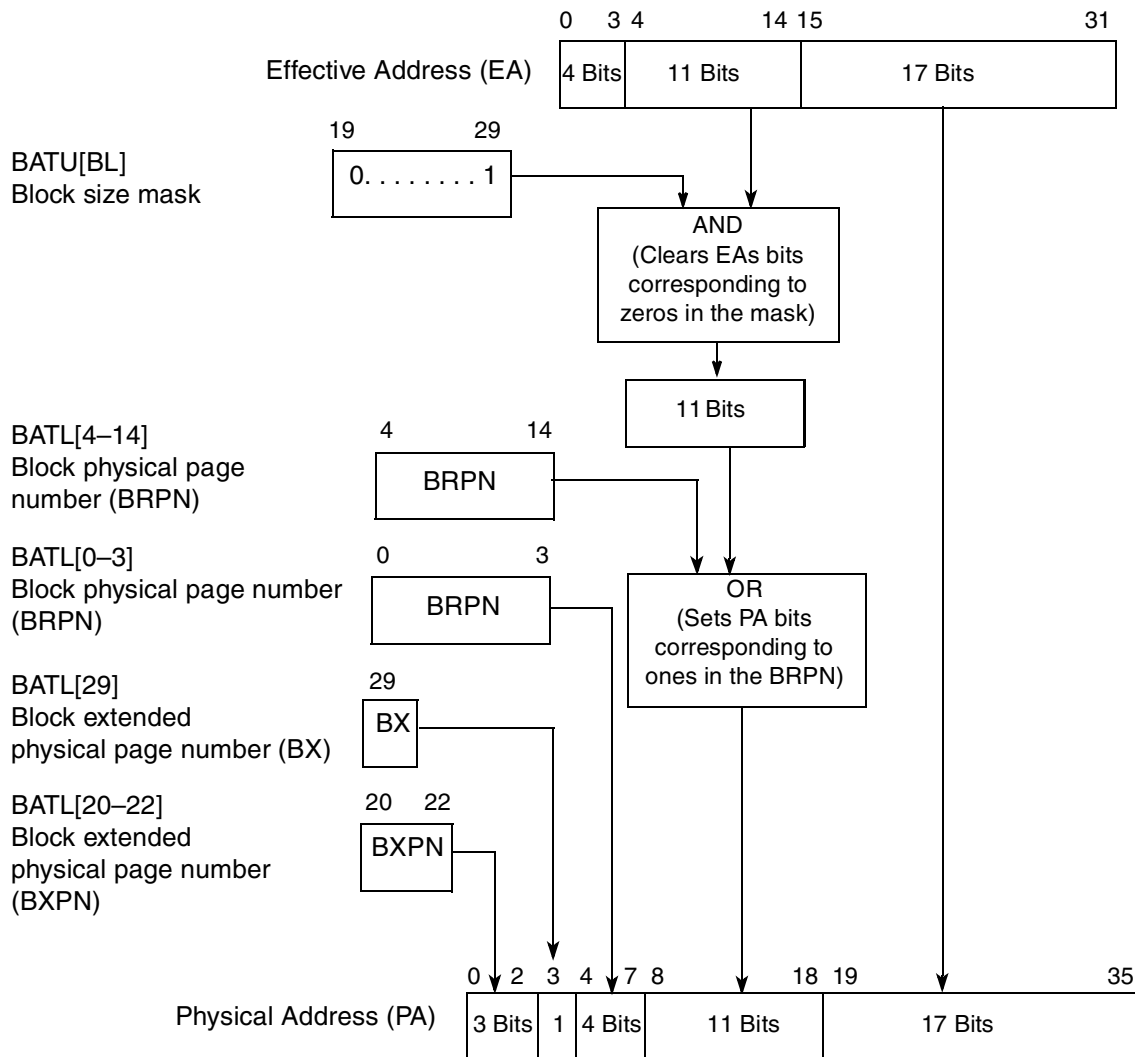 0 3 4 14 15 31
Effective Address (EA)
4 Bits 11 Bits 17 Bits
19 29
BATU[BL]
Block size mask
0. . . . . . . . 1
AND
(Clears EAs bits
corresponding to
zeros in the mask)
11 Bits
BATL[4–14]
Block physical page
number (BRPN)
4 14
BRPN
BATL[0–3]
Block physical page number
(BRPN)
0 3
BRPN
OR
(Sets PA bits
corresponding to
ones in the BRPN)
BATL[29]
Block extended
physical page number (BX)
29
BX
BATL[20–22]
Block extended
physical page number
(BXPN)
20 22
BXPN
0 2 3 4 7 8 18 19 35
Physical Address (PA)
3 Bits 1 4 Bits 11 Bits 17 Bits